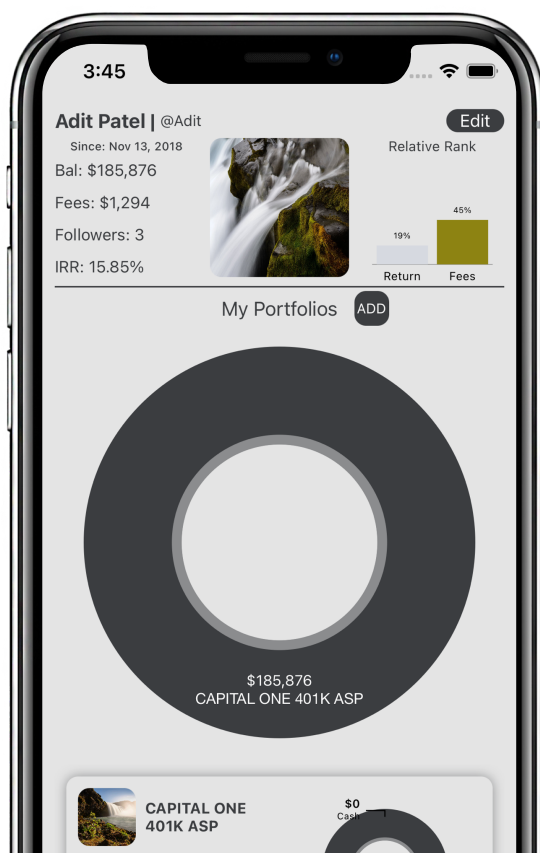 3:45
Adit Patel | @Adit
Edit
Since: Nov 13, 2018
Bal: $185,876
Fees: $1,294
Followers: 3
IRR: 15.85%
Relative Rank
19%
45%
Return
Fees
My Portfolios
ADD
$185,876
CAPITAL ONE 401K ASP
CAPITAL ONE
401K ASP
$0
Cash